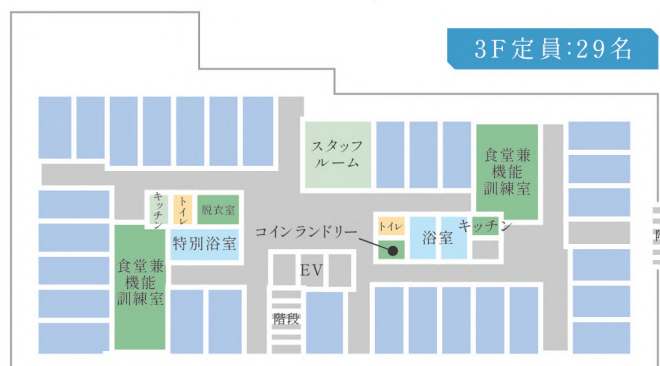 3F定員:29名
スタッフ
ルーム
食堂兼
機能
訓練室
キッチン
トイレ
脱衣室
特別浴室
コインランドリー
トイレ
浴室
キッチン
食堂兼
機能
訓練室
EV
階段